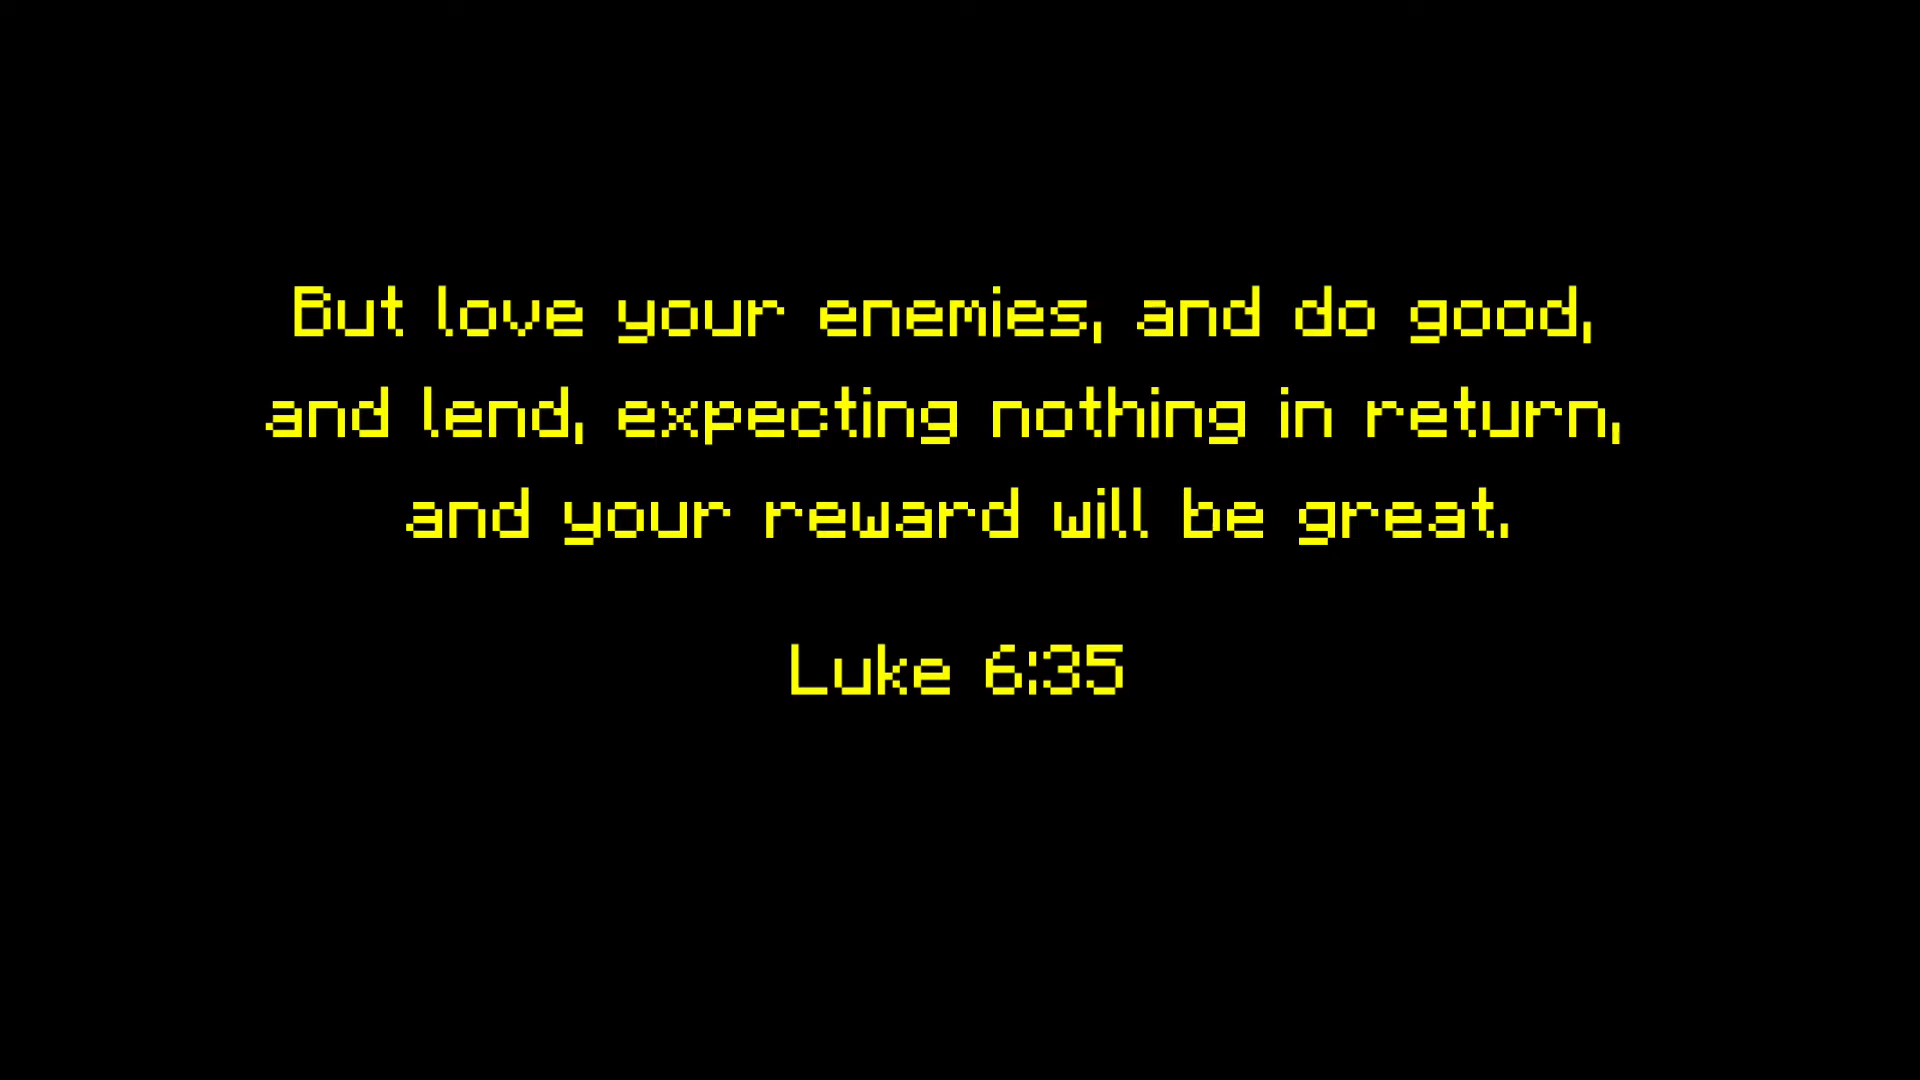 But love your enemies, and do good,
and lend, expecting nothing in return,
and your reward will be great.
Luke 6:35